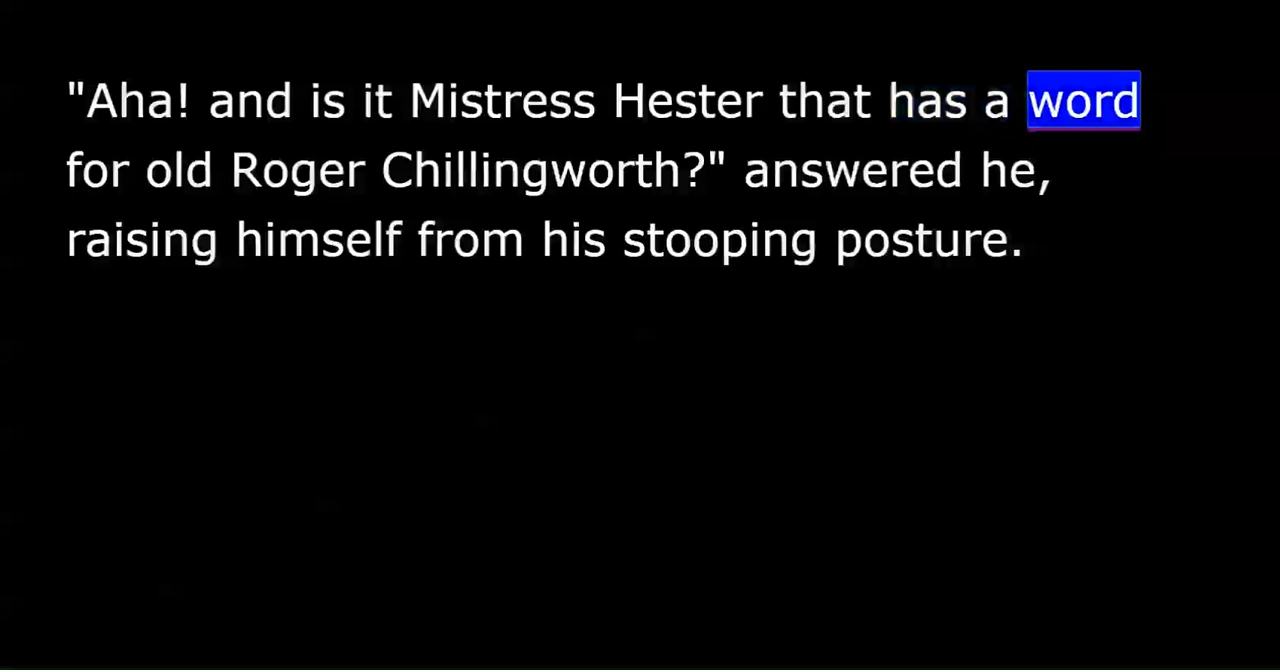 "Aha! and is it Mistress Hester that has a word
for old Roger Chillingworth?" answered he,
raising himself from his stooping posture.